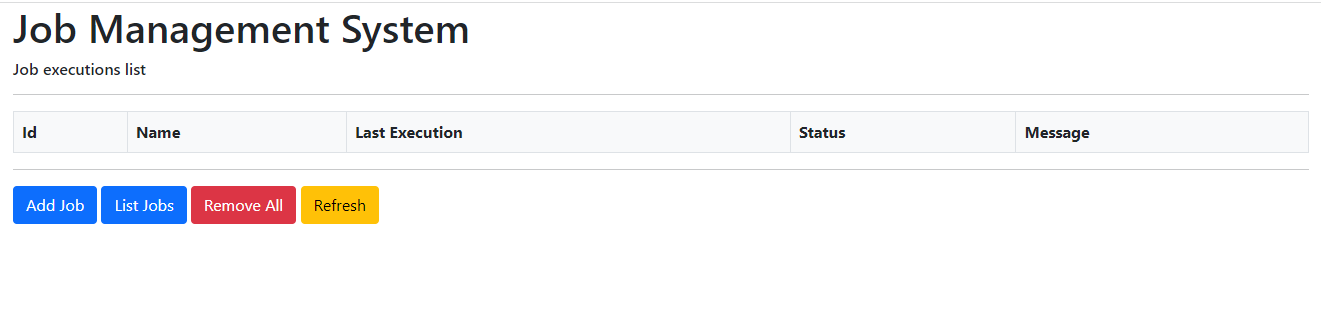 Job Management System
Job executions list
Id Name Last Execution Status Message
Add Job List Jobs Remove All Refresh